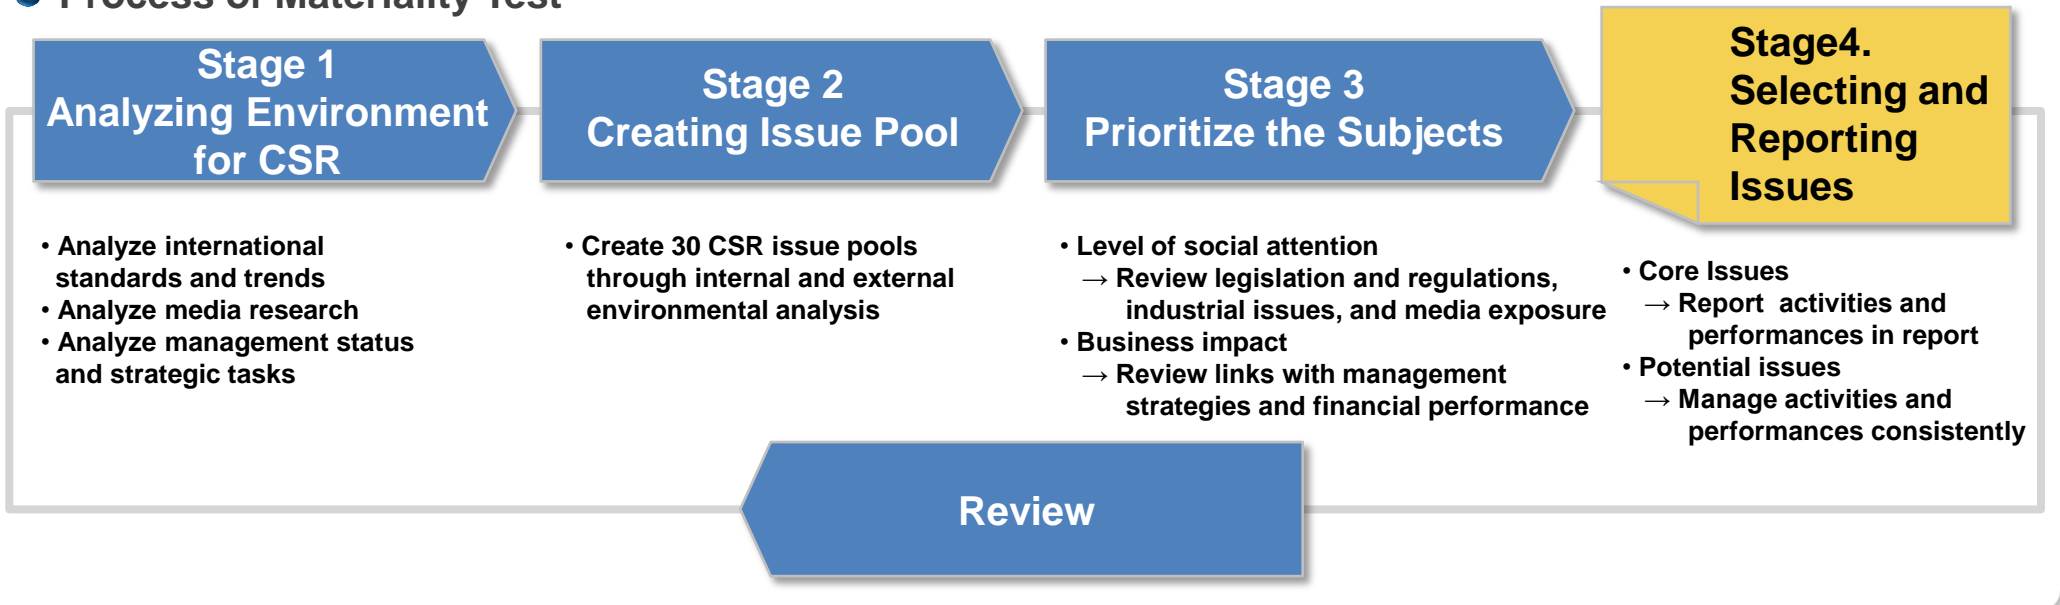 Process of Materiality Test
Stage 1
Analyzing Environment
for CSR
• Analyze international
standards and trends
• Analyze media research
• Analyze management status
and strategic tasks
Stage 2
Creating Issue Pool
• Create 30 CSR issue pools
through internal and external
environmental analysis
Stage 3
Prioritize the Subjects
• Level of social attention
→ Review legislation and regulations,
industrial issues, and media exposure
• Business impact
→ Review links with management
strategies and financial performance
Stage4.
Selecting and
Reporting
Issues
• Core Issues
→ Report activities and
performances in report
• Potential issues
→ Manage activities and
performances consistently
Review